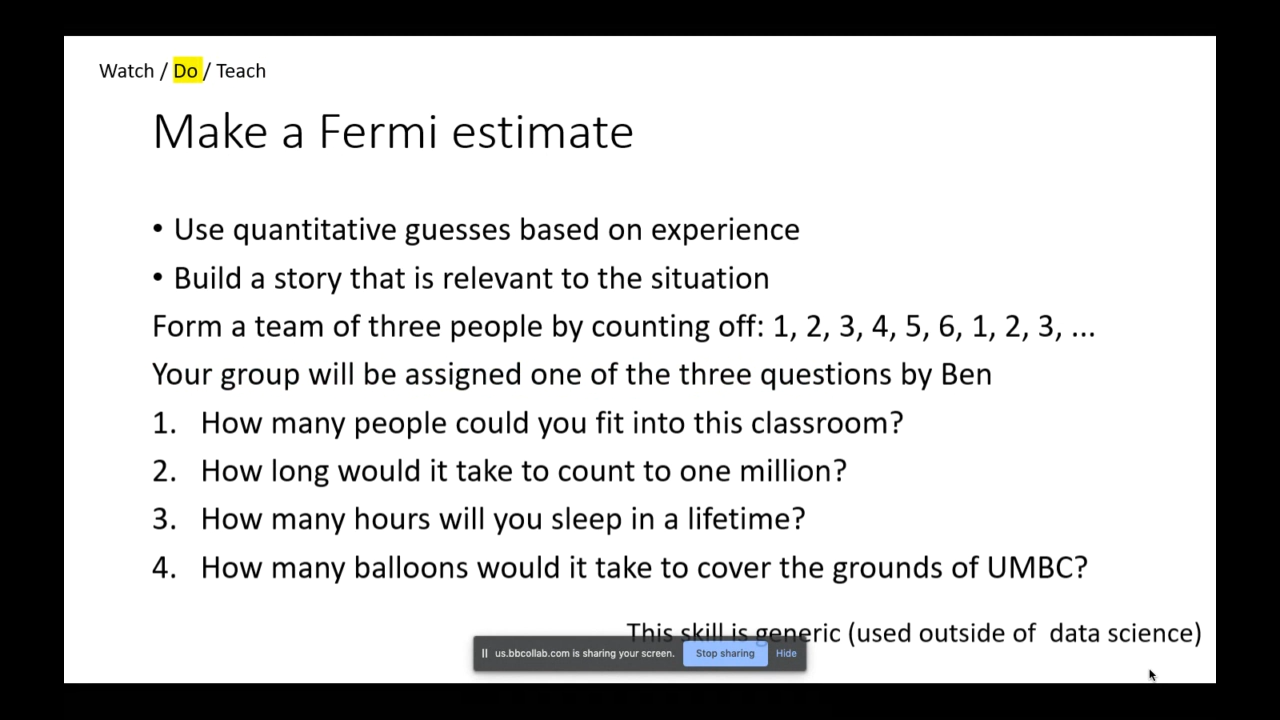 Watch / Do / Teach
Make a Fermi estimate
• Use quantitative guesses based on experience
• Build a story that is relevant to the situation
Form a team of three people by counting off: 1, 2, 3, 4, 5, 6, 1, 2, 3, ...
Your group will be assigned one of the three questions by Ben
1. How many people could you fit into this classroom?
2. How long would it take to count to one million?
3. How many hours will you sleep in a lifetime?
4. How many balloons would it take to cover the grounds of UMBC?
This skill is generic (used outside of data science)
us.bbcollab.com is sharing your screen. Stop sharing Hide